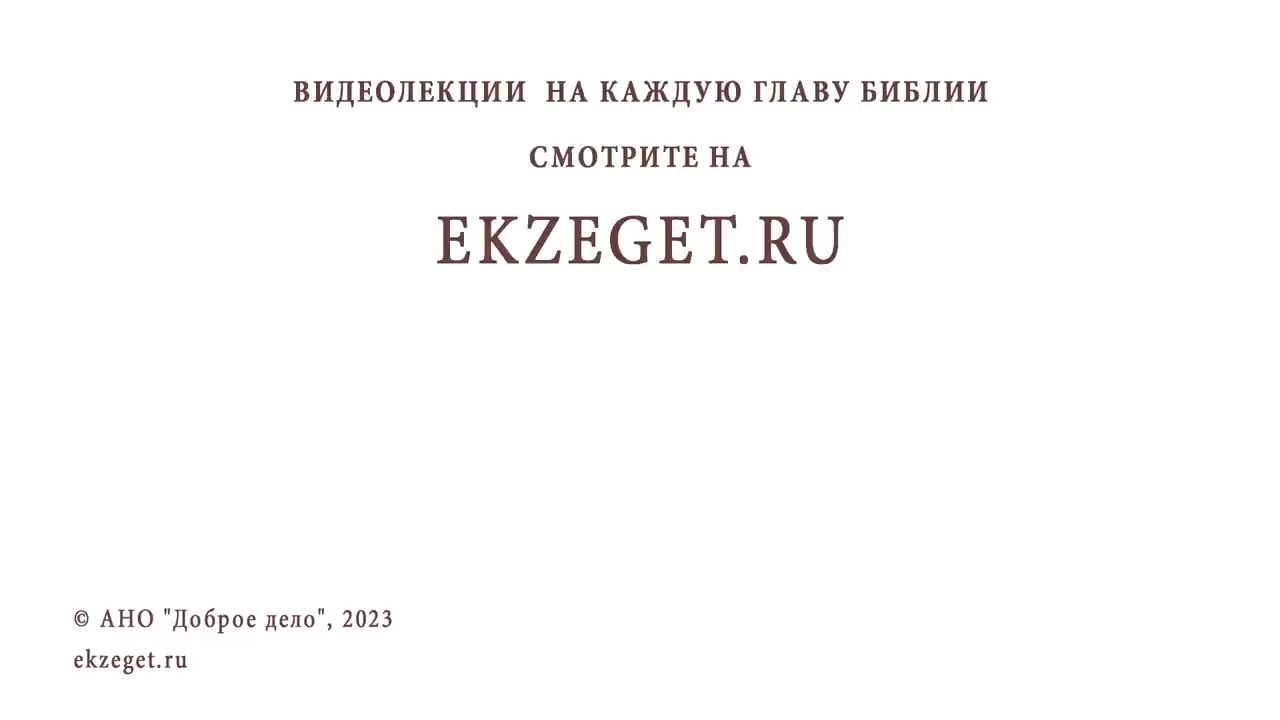 ВИДЕОЛЕКЦИИ НА КАЖДУЮ ГЛАВУ БИБЛИИ
СМОТРИТЕ НА
EKZEGET.RU
© АНО "Доброе дело", 2023
ekzeget.ru